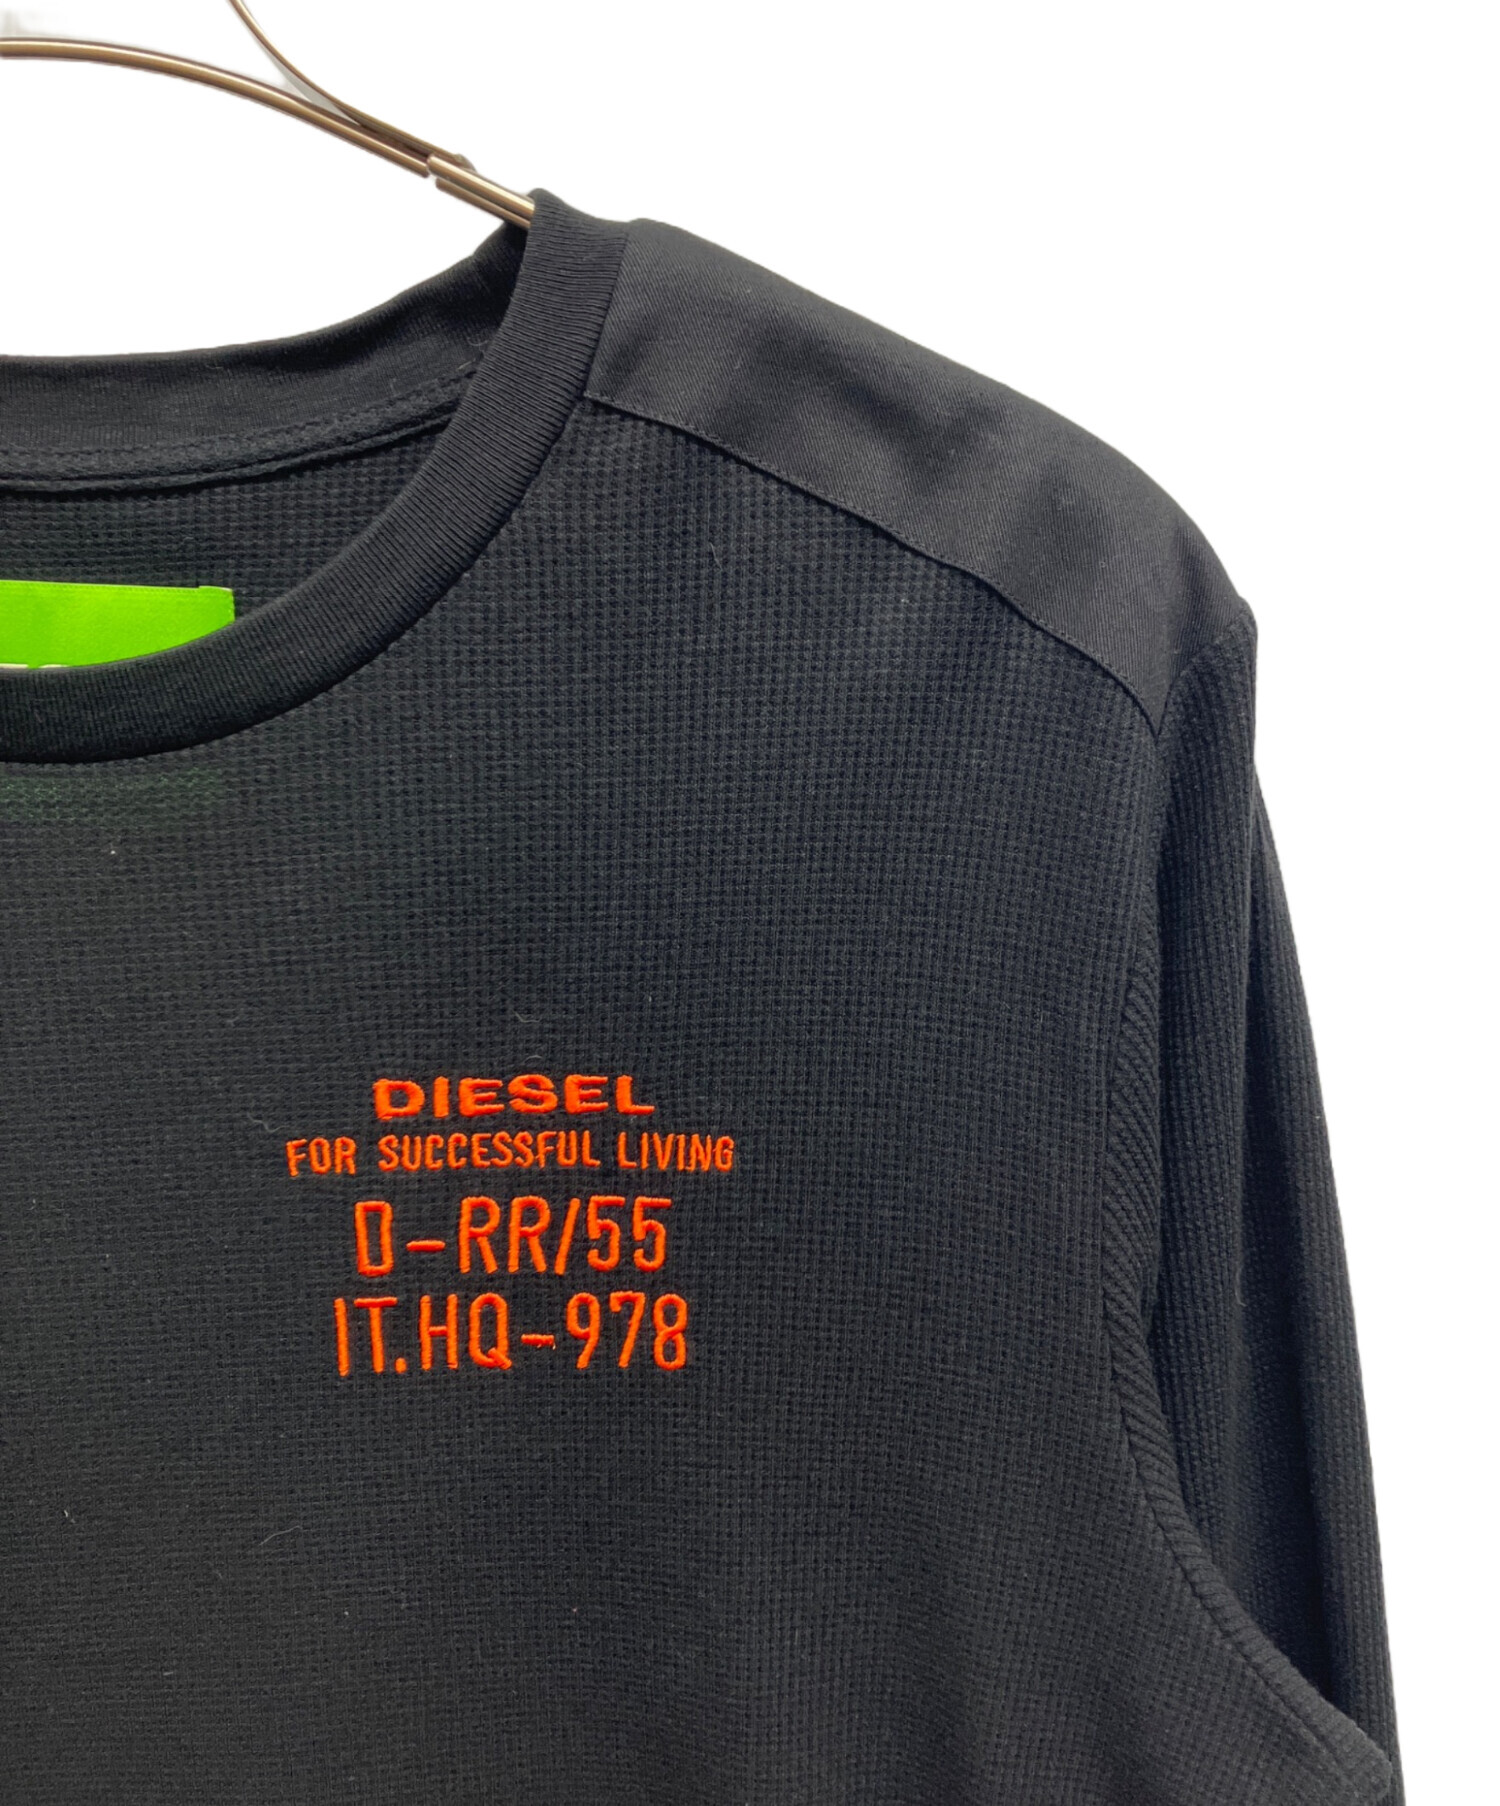 DIESEL
FOR SUCCESSFUL LIVING
D-RR/55
IT.HQ-978